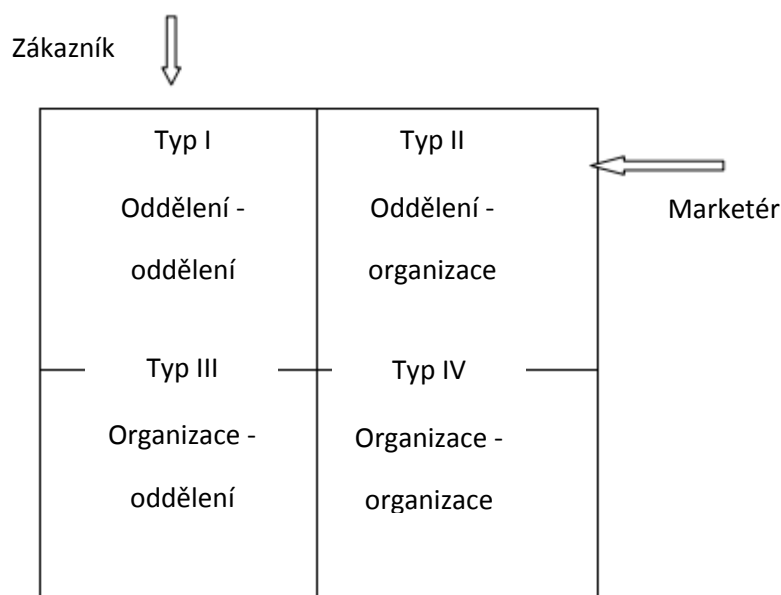 Zákazník
Typ I
Typ II
Oddělení -
oddělení
Oddělení -
organizace
Marketér
Typ III
Typ IV
Organizace -
oddělení
Organizace -
organizace